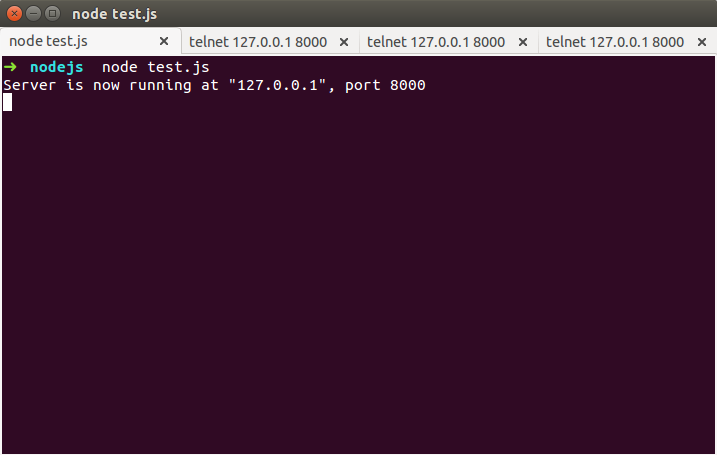 node test.js
node test.js telnet 127.0.0.1 8000 telnet 127.0.0.1 8000 telnet 127.0.0.1 8000
➜ nodejs node test.js
Server is now running at "127.0.0.1", port 8000